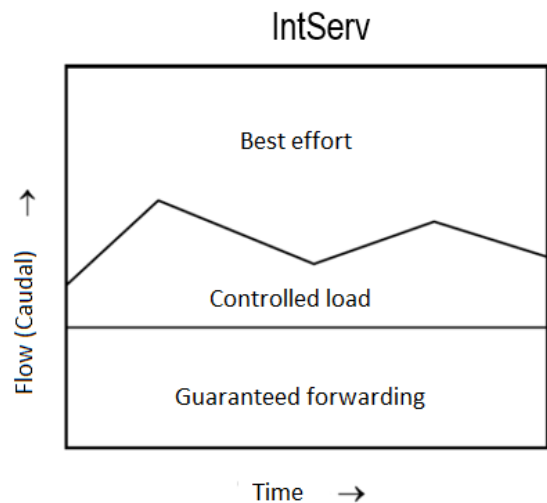 IntServ
Best effort
Flow (Caudal) →
Controlled load
Guaranteed forwarding
Time →